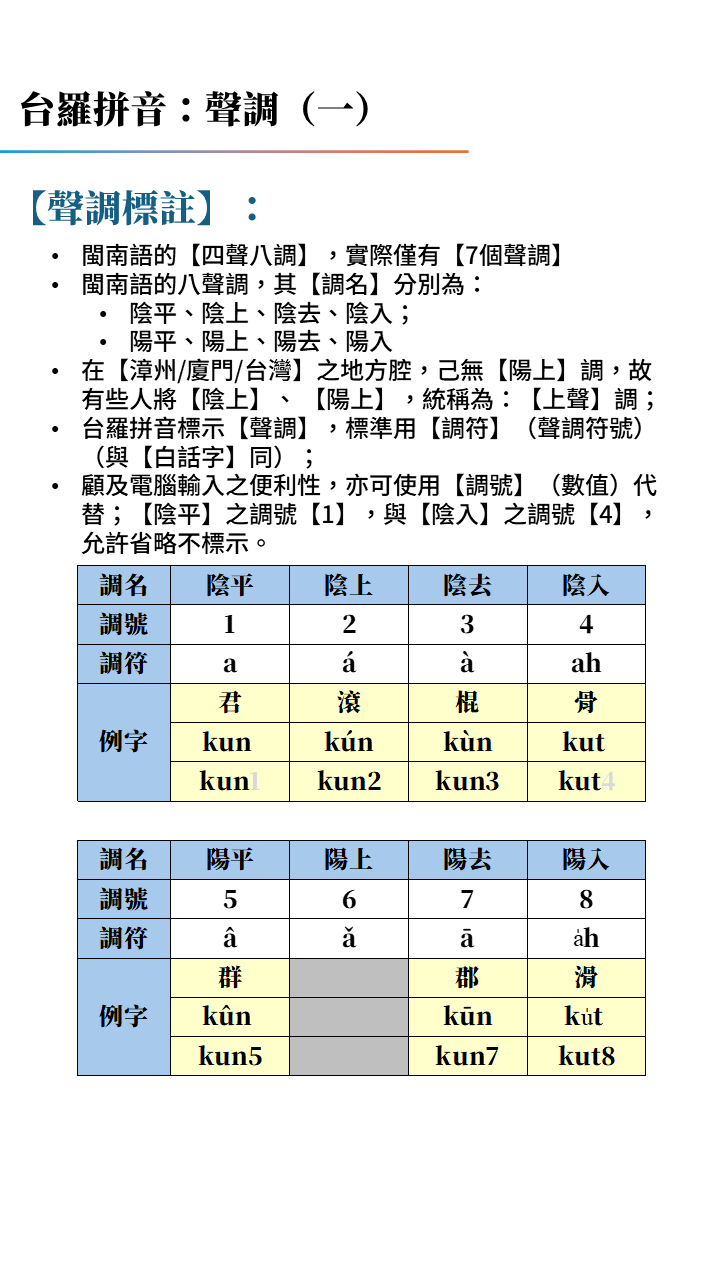 台羅拼音：聲調（一）
【聲調標註】：
• 閩南語的【四聲八調】，實際僅有【7個聲調】
• 閩南語的八聲調，其【調名】分別為：
• 陰平、陰上、陰去、陰入；
• 陽平、陽上、陽去、陽入
• 在【漳州/廈門/台灣】之地方腔，己無【陽上】調，故
有些人將【陰上】、【陽上】，統稱為：【上聲】調；
• 台羅拼音標示【聲調】，標準用【調符】（聲調符號）
（與【白話字】同）；
• 顧及電腦輸入之便利性，亦可使用【調號】（數值）代
替；【陰平】之調號【1】，與【陰入】之調號【4】，
允許省略不標示。
調名 陰平 陰上 陰去 陰入
調號 1 2 3 4
調符 a á à ah
君 滾 棍 骨
例字 kun kún kùn kut
kun1 kun2 kun3 kut4
調名 陽平 陽上 陽去 陽入
調號 5 6 7 8
調符 â ǎ ā a̍h
群 郡 滑
例字 kûn kūn ku̍t
kun5 kun7 kut8